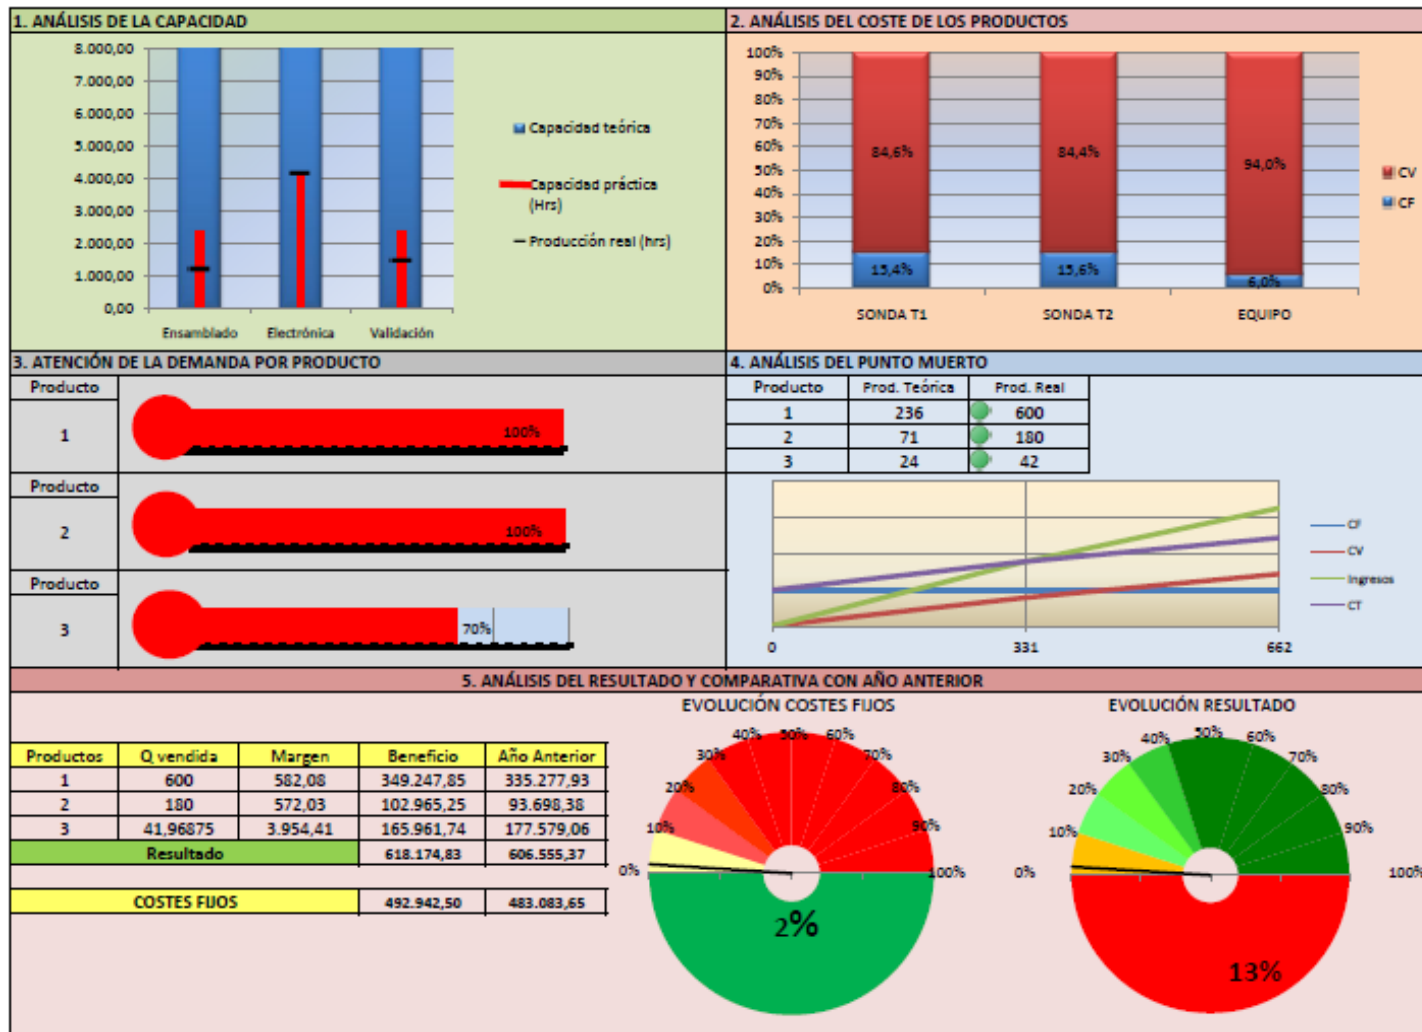 1. ANÁLISIS DE LA CAPACIDAD
8.000,00
7.000,00
6.000,00
5.000,00
4.000,00
3.000,00
2.000,00
1.000,00
0,00
Ensamblado Electrónica Validación
Capacidad teórica
Capacidad práctica
(Hrs)
Producción real (hrs)
2. ANÁLISIS DEL COSTE DE LOS PRODUCTOS
100%
90%
80%
70%
60%
50%
40%
30%
20%
10%
0%
84,6% 84,4% 94,0%
15,4% 15,6% 6,0%
SONDA T1 SONDA T2 EQUIPO
CV
CF
3. ATENCIÓN DE LA DEMANDA POR PRODUCTO
Producto
1
100%
Producto
2
100%
Producto
3
70%
4. ANÁLISIS DEL PUNTO MUERTO
Producto Prod. Teórica Prod. Real
1 236 600
2 71 180
3 24 42
CF
CV
Ingresos
CT
0 331 662
5. ANÁLISIS DEL RESULTADO Y COMPARATIVA CON AÑO ANTERIOR
Productos Q vendida Margen Beneficio Año Anterior
1 600 582,08 349.247,85 335.277,93
2 180 572,03 102.965,25 93.698,38
3 41,96875 3.954,41 165.961,74 177.579,06
Resultado 618.174,83 606.555,37
COSTES FIJOS 492.942,50 483.083,65
EVOLUCIÓN COSTES FIJOS
0%
10%
20%
30%
40%
50%
60%
70%
80%
90%
100%
2%
EVOLUCIÓN RESULTADO
0%
10%
20%
30%
40%
50%
60%
70%
80%
90%
100%
13%